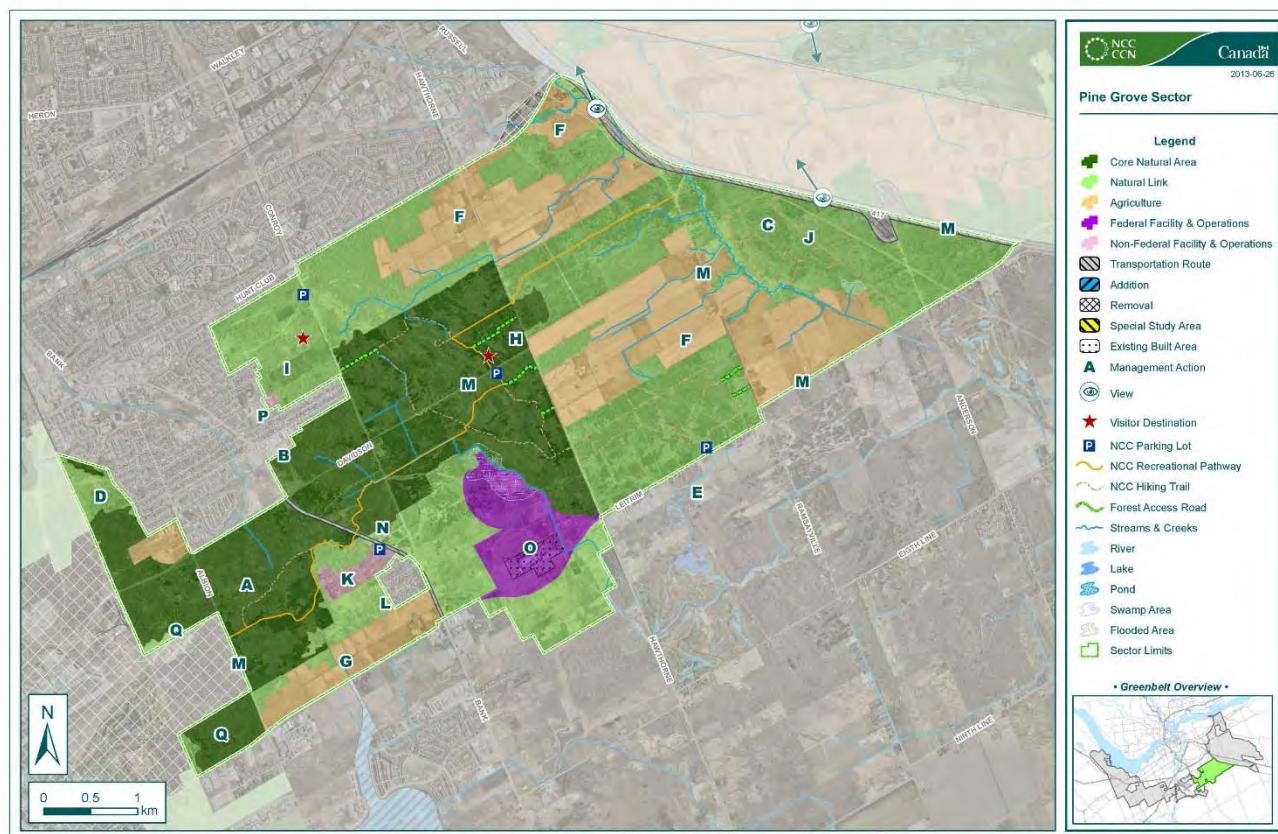 RUSSELL
WALKLEY
HAWTHORNE
HERON
CONROY
HUNT CLUB
BANK
F
F
C
J
417
M
M
F
M
H
M
I
P
B
DAVIDSON
D
ANDERSON
E
LEITRIM
RAMSAYVILLE
EIGTH LINE
N
O
K
A
ALBION
L
Q
M
G
BANK
HAWTHORNE
NINTH LINE
Q
P
P
P
P
N
0 0.5 1
km
NCC
CCN
Canada
2013-06-26
Pine Grove Sector
Legend
Core Natural Area
Natural Link
Agriculture
Federal Facility & Operations
Non-Federal Facility & Operations
Transportation Route
Addition
Removal
Special Study Area
Existing Built Area
A Management Action
View
Visitor Destination
P NCC Parking Lot
NCC Recreational Pathway
NCC Hiking Trail
Forest Access Road
Streams & Creeks
River
Lake
Pond
Swamp Area
Flooded Area
Sector Limits
• Greenbelt Overview •